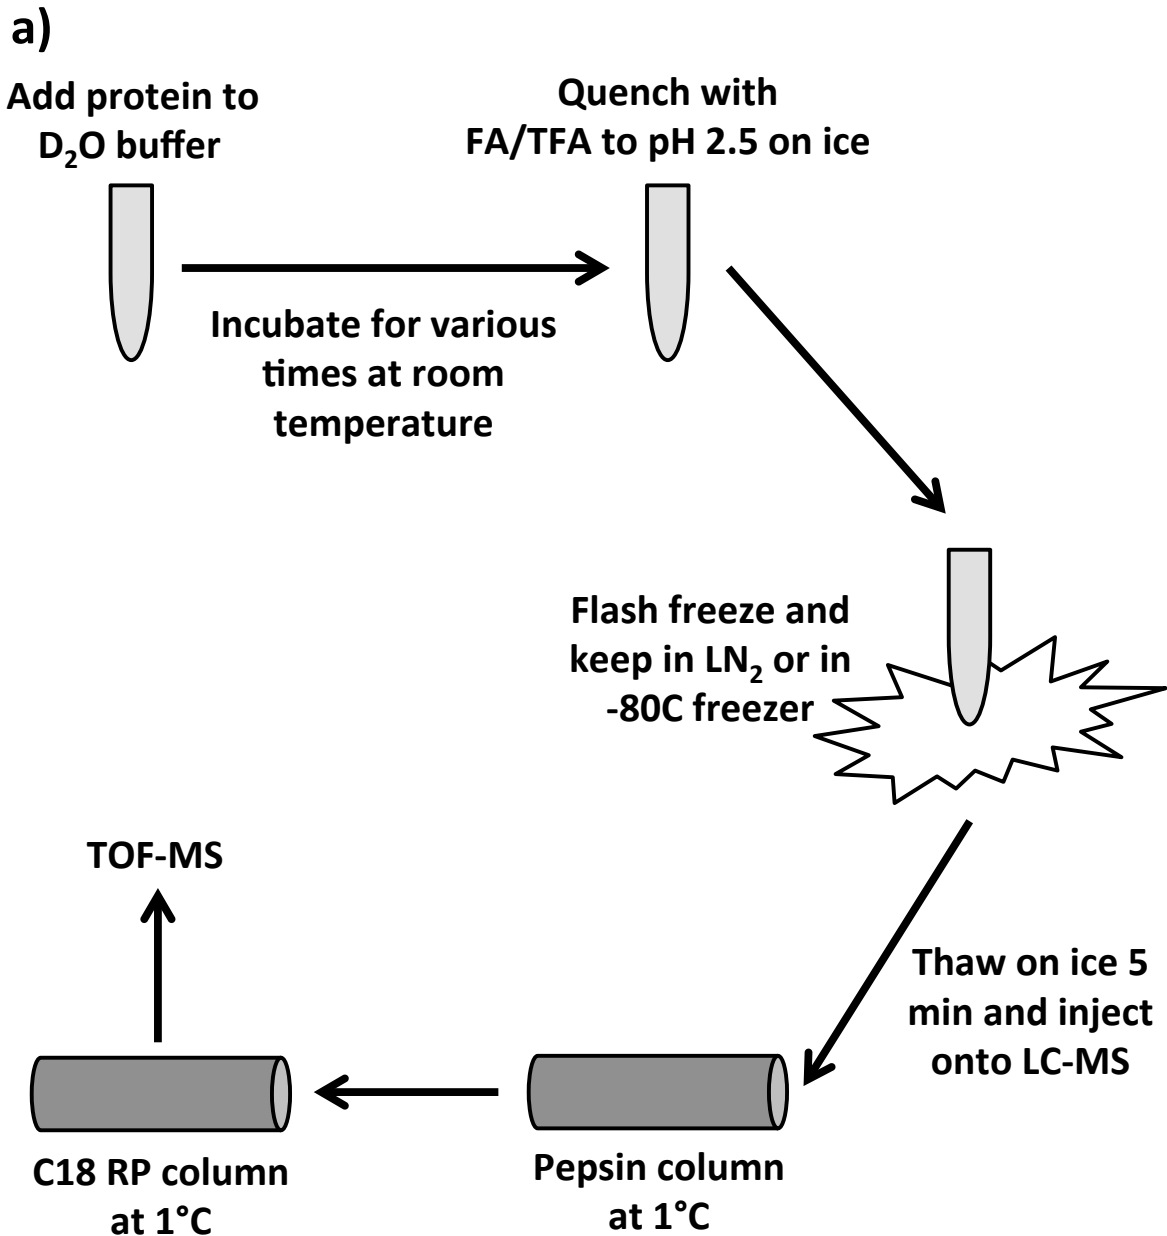 a)
Add protein to
D₂O buffer
Quench with
FA/TFA to pH 2.5 on ice
Incubate for various
times at room
temperature
Flash freeze and
keep in LN₂ or in
-80C freezer
Thaw on ice 5
min and inject
onto LC-MS
Pepsin column
at 1°C
C18 RP column
at 1°C
TOF-MS